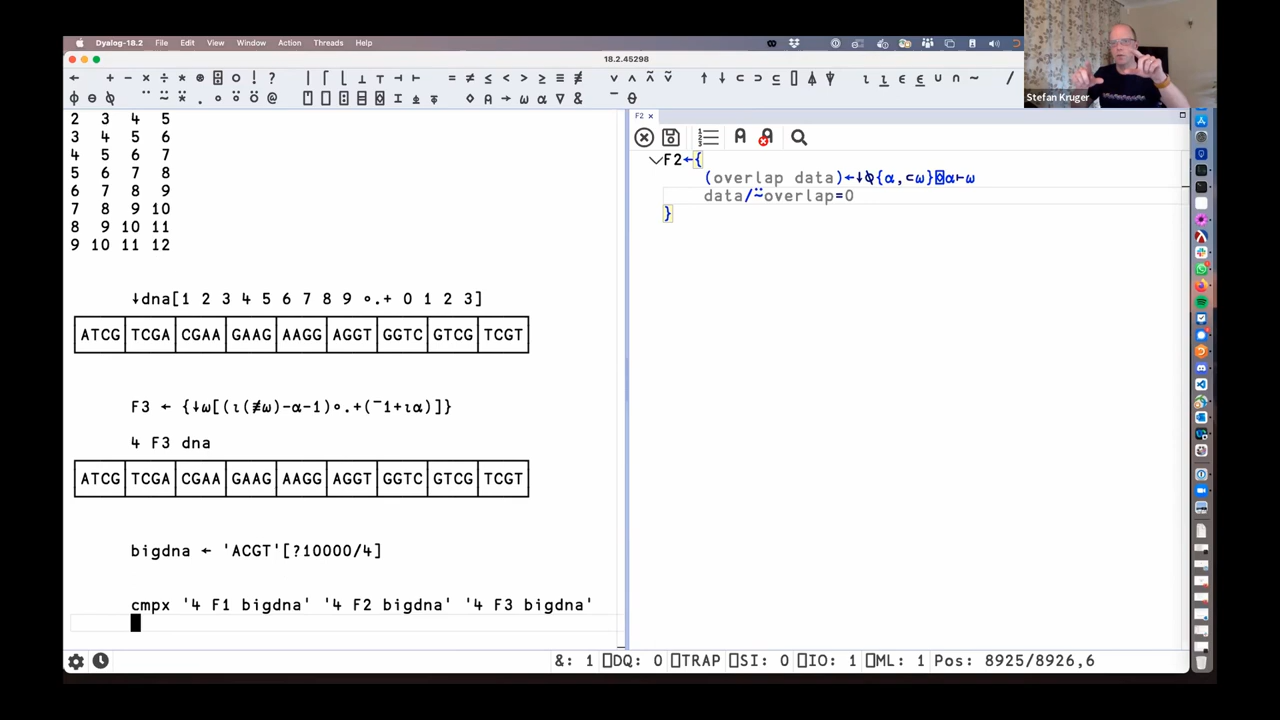 Dyalog-18.2 File Edit View Window Action Threads Help
18.2.45298
Stefan Kruger
2 3 4 5
3 4 5 6
4 5 6 7
5 6 7 8
6 7 8 9
7 8 9 10
8 9 10 11
9 10 11 12
↓dna[1 2 3 4 5 6 7 8 9 ∘.+ 0 1 2 3]
ATCG TCGA CGAA GAAG AAGG AGGT GGTC GTCG TCGT
F3 ← {↓⍵[(⍳(≢⍵)-⍺-1)∘.+(¯1+⍳⍺)]}
4 F3 dna
ATCG TCGA CGAA GAAG AAGG AGGT GGTC GTCG TCGT
bigdna ← 'ACGT'[?10000/4]
cmpx '4 F1 bigdna' '4 F2 bigdna' '4 F3 bigdna'
F2
F2←{
(overlap data)←↓⍉{⍺,⊂⍵}⌺⍺⊢⍵
data/⍨overlap=0
}
&: 1 ⎕DQ: 0 ⎕TRAP ⎕SI: 0 ⎕IO: 1 ⎕ML: 1 Pos: 8925/8926,6